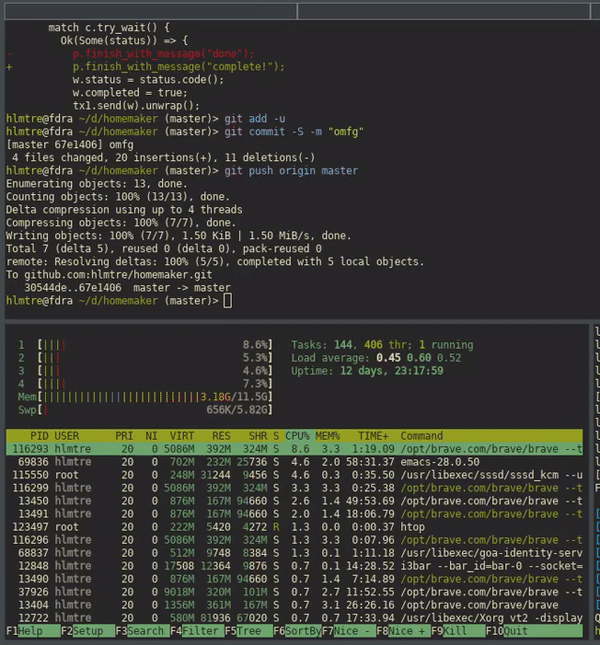 match c.try_wait() {
Ok(Some(status)) => {
- p.finish_with_message("done");
+ p.finish_with_message("complete!");
w.status = status.code();
w.completed = true;
tx1.send(w).unwrap();
hlmtre@fdra ~/d/homemaker (master)> git add -u
hlmtre@fdra ~/d/homemaker (master)> git commit -S -m "omfg"
[master 67e1406] omfg
4 files changed, 20 insertions(+), 11 deletions(-)
hlmtre@fdra ~/d/homemaker (master)> git push origin master
Enumerating objects: 13, done.
Counting objects: 100% (13/13), done.
Delta compression using up to 4 threads
Compressing objects: 100% (7/7), done.
Writing objects: 100% (7/7), 1.50 KiB | 1.50 MiB/s, done.
Total 7 (delta 5), reused 0 (delta 0), pack-reused 0
remote: Resolving deltas: 100% (5/5), completed with 5 local objects.
To github.com:hlmtre/homemaker.git
30544de..67e1406 master -> master
hlmtre@fdra ~/d/homemaker (master)>
1 [||| 8.6%] Tasks: 144, 406 thr; 1 running
2 [||| 5.3%] Load average: 0.45 0.60 0.52
3 [||| 4.6%] Uptime: 12 days, 23:17:59
4 [|||| 7.3%]
Mem[||||||||||||||||||||||||||3.18G/11.5G]
Swp[| 656K/5.82G]
PID USER PRI NI VIRT RES SHR S CPU% MEM% TIME+ Command
116293 hlmtre 20 0 5086M 392M 324M S 8.6 3.3 1:19.09 /opt/brave.com/brave/brave --t
69836 hlmtre 20 0 702M 232M 25736 S 4.6 2.0 58:31.37 emacs-28.0.50
115550 root 20 0 248M 31244 9456 S 4.6 0.3 0:35.50 /usr/libexec/sssd/sssd_kcm --u
116299 hlmtre 20 0 5086M 392M 324M S 3.3 3.3 0:25.38 /opt/brave.com/brave/brave --t
13450 hlmtre 20 0 876M 167M 94660 S 2.6 1.4 49:53.69 /opt/brave.com/brave/brave --t
13491 hlmtre 20 0 876M 167M 94660 S 2.0 1.4 18:06.79 /opt/brave.com/brave/brave --t
123497 root 20 0 222M 5420 4272 R 1.3 0.0 0:00.37 htop
116296 hlmtre 20 0 5086M 392M 324M S 1.3 3.3 0:07.96 /opt/brave.com/brave/brave --t
68837 hlmtre 20 0 512M 9748 8384 S 1.3 0.1 1:11.18 /usr/libexec/goa-identity-serv
12848 hlmtre 20 0 17508 12364 9876 S 0.7 0.1 14:28.52 i3bar --bar_id=bar-0 --socket=
13490 hlmtre 20 0 876M 167M 94660 S 0.7 1.4 7:14.89 /opt/brave.com/brave/brave --t
37926 hlmtre 20 0 9018M 320M 101M S 0.7 2.7 11:52.55 /opt/brave.com/brave/brave --t
13404 hlmtre 20 0 1356M 361M 167M S 0.7 3.1 26:26.16 /opt/brave.com/brave/brave
12722 hlmtre 20 0 580M 81936 67020 S 0.7 0.7 17:33.94 /usr/libexec/Xorg vt2 -display
F1Help F2Setup F3Search F4Filter F5Tree F6SortBy F7Nice - F8Nice + F9Kill F10Quit